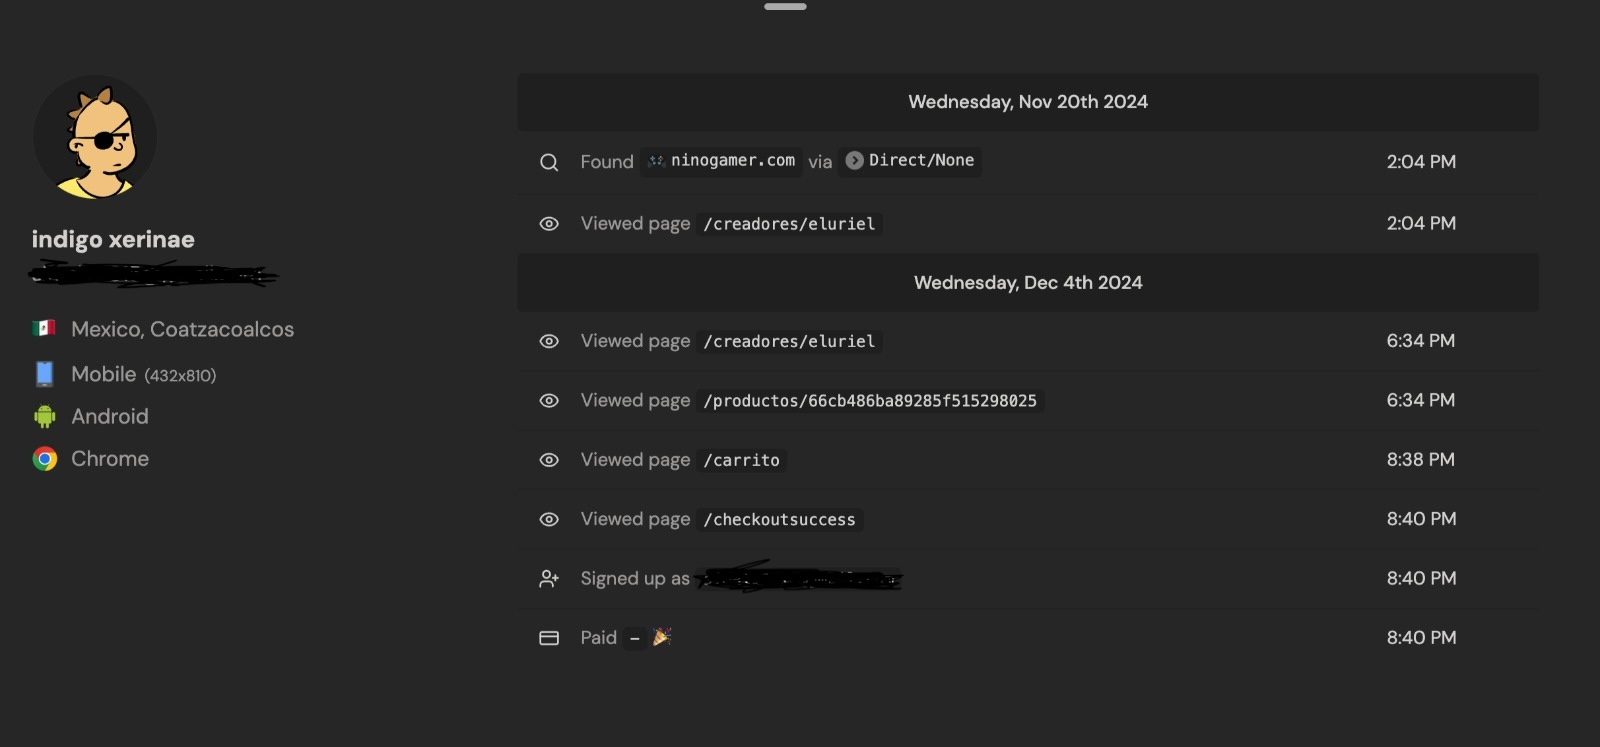 indigo xerinae
Mexico, Coatzacoalcos
Mobile (432x810)
Android
Chrome
Wednesday, Nov 20th 2024
Found ninogamer.com via Direct/None 2:04 PM
Viewed page /creadores/eluriel 2:04 PM
Wednesday, Dec 4th 2024
Viewed page /creadores/eluriel 6:34 PM
Viewed page /productos/66cb486ba89285f515298025 6:34 PM
Viewed page /carrito 8:38 PM
Viewed page /checkoutsuccess 8:40 PM
Signed up as 8:40 PM
Paid – 🎉 8:40 PM